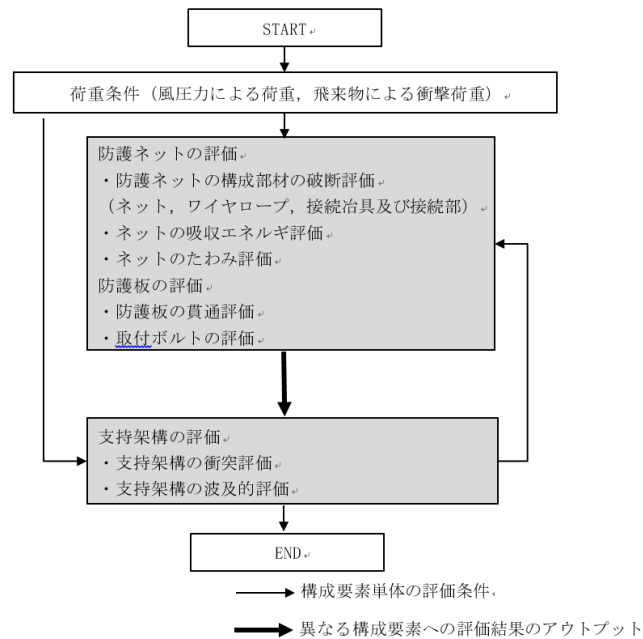 START
荷重条件（風圧力による荷重，飛来物による衝撃荷重）
防護ネットの評価
・防護ネットの構成部材の破断評価
（ネット，ワイヤロープ，接続冶具及び接続部）
・ネットの吸収エネルギ評価
・ネットのたわみ評価
防護板の評価
・防護板の貫通評価
・取付ボルトの評価
支持架構の評価
・支持架構の衝突評価
・支持架構の波及的評価
END
構成要素単体の評価条件
異なる構成要素への評価結果のアウトプット